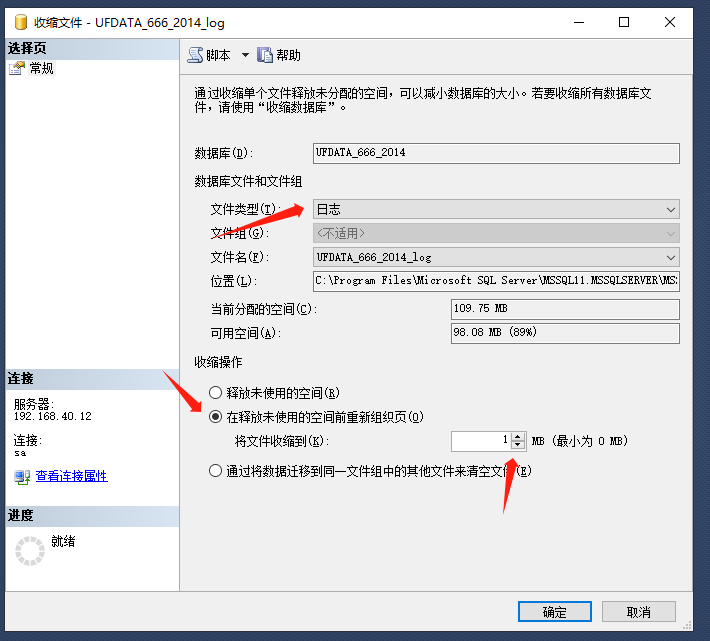 收缩文件 - UFDATA_666_2014_log
选择页
常规
脚本
帮助
通过收缩单个文件释放未分配的空间，可以减小数据库的大小。若要收缩所有数据库文
件，请使用“收缩数据库”。
数据库(D):
UFDATA_666_2014
数据库文件和文件组
文件类型(T):
日志
文件组(G):
<不适用>
文件名(F):
UFDATA_666_2014_log
位置(L):
C:\Program Files\Microsoft SQL Server\MSSQL11.MSSQLSERVER\MS
当前分配的空间(C):
109.75 MB
可用空间(A):
98.08 MB (89%)
收缩操作
释放未使用的空间(R)
在释放未使用的空间前重新组织页(O)
将文件收缩到(K):
1
MB (最小为 0 MB)
通过将数据迁移到同一文件组中的其他文件来清空文件(E)
连接
服务器:
192.168.40.12
连接:
sa
查看连接属性
进度
就绪
确定
取消